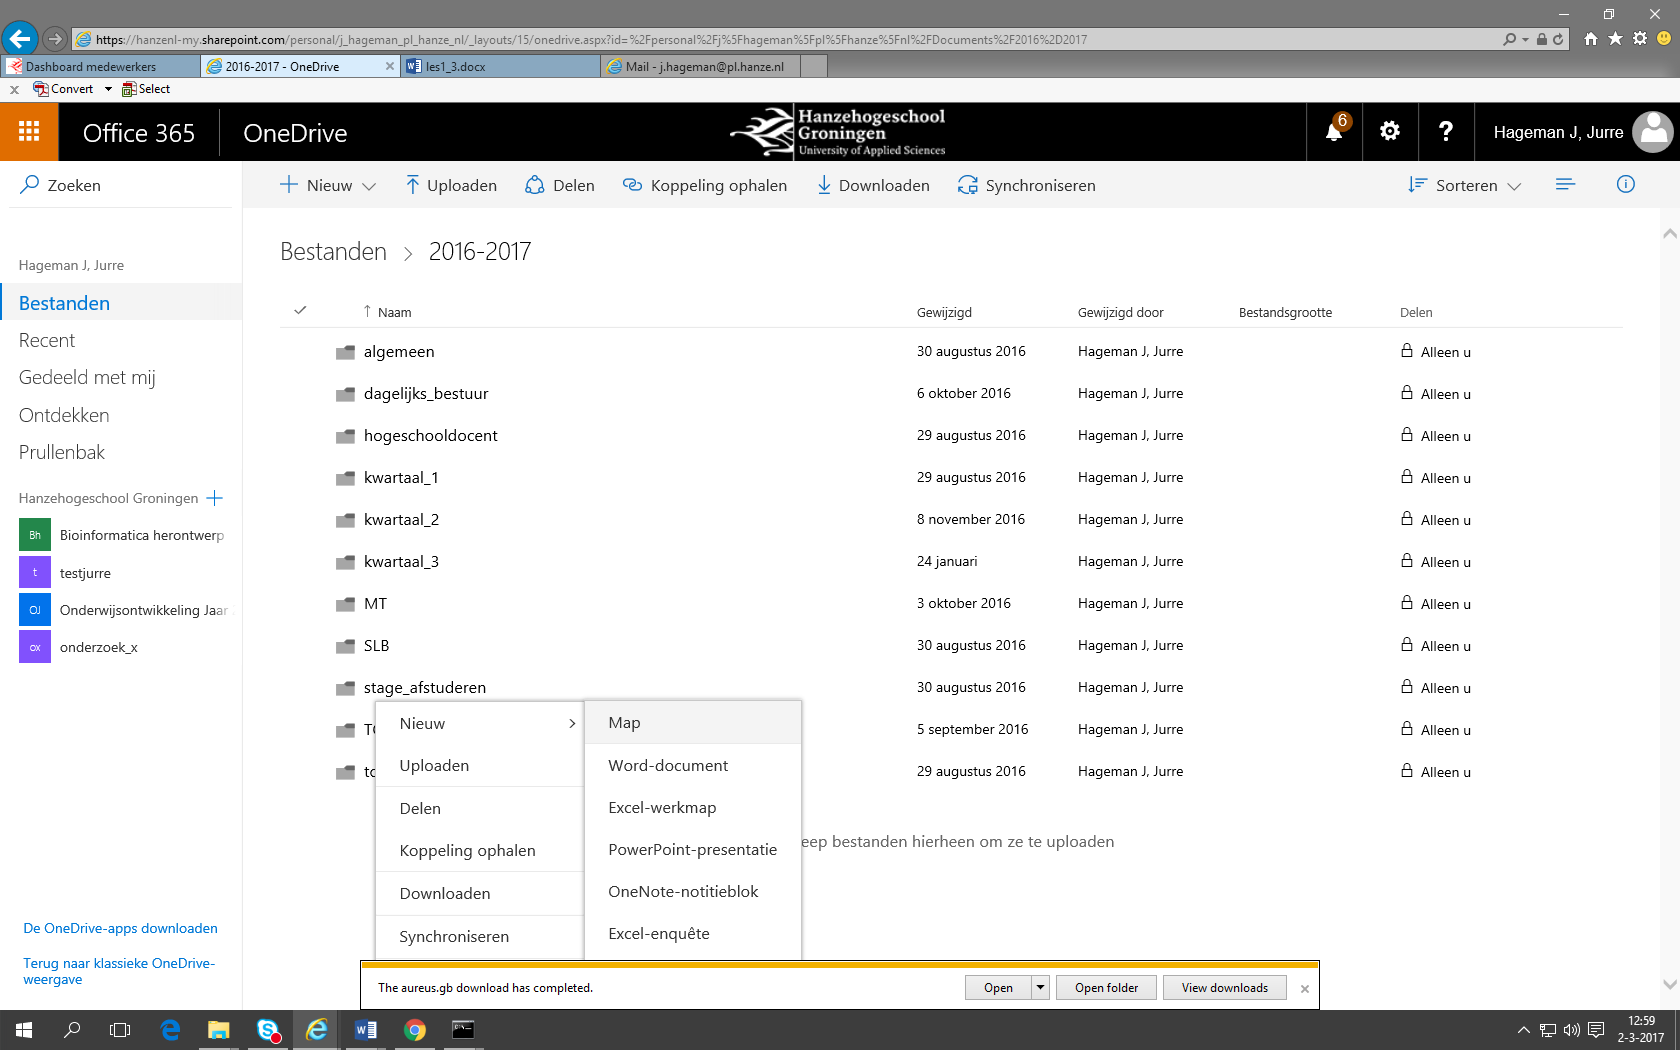 https://hanzenl-my.sharepoint.com/personal/j_hageman_pl_hanze_nl/_layouts/15/onedrive.aspx?id=%2Fpersonal%2Fj%5Fhageman%5Fpl%5Fhanze%5Fnl%2FDocuments%2F2016%2D2017
Dashboard medewerkers
2016-2017 - OneDrive
les1_3.docx
Mail - j.hageman@pl.hanze.nl
Convert
Select
Office 365
OneDrive
Hanzehogeschool
Groningen
University of Applied Sciences
6
?
Hageman J, Jurre
Zoeken
Nieuw
Uploaden
Delen
Koppeling ophalen
Downloaden
Synchroniseren
Sorteren
Hageman J, Jurre
Bestanden
Recent
Gedeeld met mij
Ontdekken
Prullenbak
Hanzehogeschool Groningen
Bh Bioinformatica herontwerp
t testjurre
OJ Onderwijsontwikkeling Jaar
ox onderzoek_x
De OneDrive-apps downloaden
Terug naar klassieke OneDrive-
weergave
Bestanden > 2016-2017
Naam Gewijzigd Gewijzigd door Bestandsgrootte Delen
algemeen 30 augustus 2016 Hageman J, Jurre Alleen u
dagelijks_bestuur 6 oktober 2016 Hageman J, Jurre Alleen u
hogeschooldocent 29 augustus 2016 Hageman J, Jurre Alleen u
kwartaal_1 29 augustus 2016 Hageman J, Jurre Alleen u
kwartaal_2 8 november 2016 Hageman J, Jurre Alleen u
kwartaal_3 24 januari Hageman J, Jurre Alleen u
MT 3 oktober 2016 Hageman J, Jurre Alleen u
SLB 30 augustus 2016 Hageman J, Jurre Alleen u
stage_afstuderen 30 augustus 2016 Hageman J, Jurre Alleen u
5 september 2016 Hageman J, Jurre Alleen u
29 augustus 2016 Hageman J, Jurre Alleen u
eep bestanden hierheen om ze te uploaden
Nieuw
Uploaden
Delen
Koppeling ophalen
Downloaden
Synchroniseren
Map
Word-document
Excel-werkmap
PowerPoint-presentatie
OneNote-notitieblok
Excel-enquête
The aureus.gb download has completed.
Open
Open folder
View downloads
12:59
2-3-2017